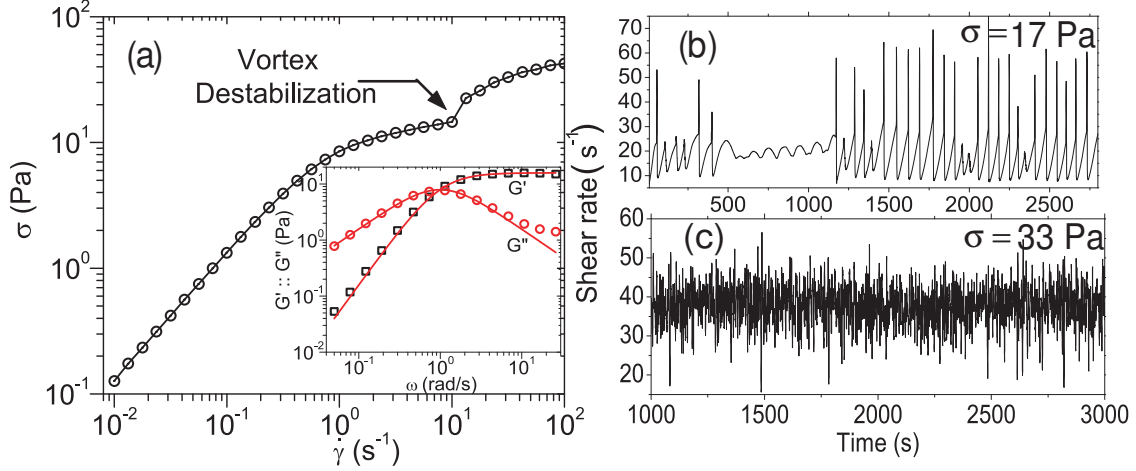 (a)
Vortex
Destabilization
σ (Pa)
10²
10¹
10⁰
10⁻¹
10⁻² 10⁻¹ 10⁰ 10¹ 10²
γ̇ (s⁻¹)
G' :: G" (Pa)
10¹
10⁰
10⁻¹
10⁻²
G'
G"
10⁻¹ 10⁰ 10¹
ω (rad/s)
Shear rate (s⁻¹)
(b)
σ = 17 Pa
75
70
60
50
40
30
20
10
5
500 1000 1500 2000 2500
(c)
σ = 33 Pa
60
50
40
30
20
1000 1500 2000 2500 3000
Time (s)